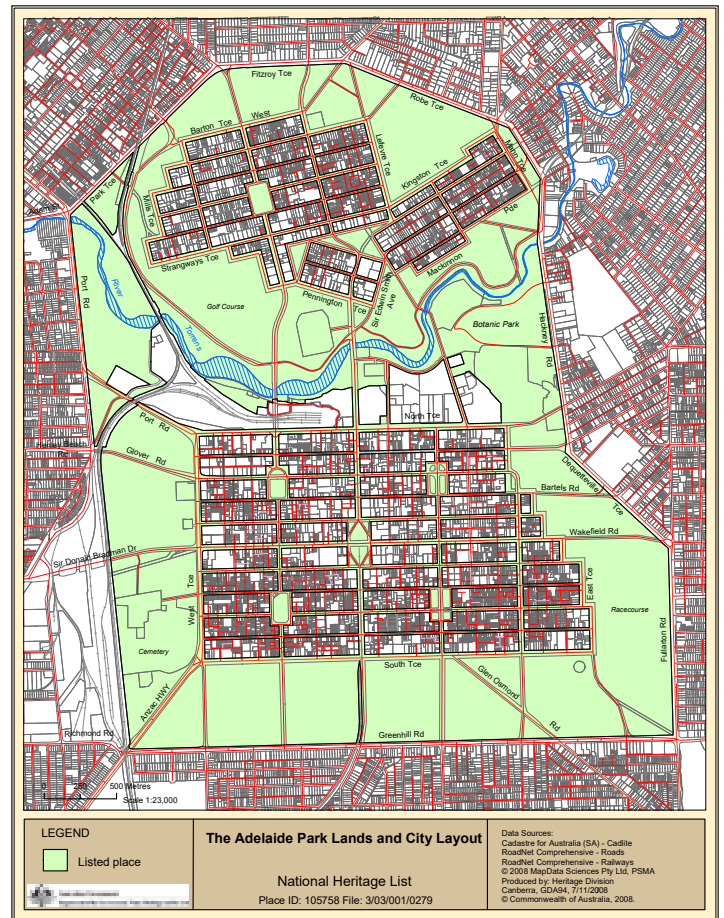 Fitzroy Tce
Robe Tce
Barton Tce West
Lefevre Tce
Kingston Tce
Mann Tce
Park Tce
Mills Tce
Pde
Strangways Tce
Mackinnon
Port Rd
River
Torrens
Golf Course
Pennington Tce
Sir Edwin Smith Ave
Botanic Park
Hackney Rd
North Tce
Port Rd
Glover Rd
Dequetteville Tce
Bartels Rd
Wakefield Rd
Sir Donald Bradman Dr
West Tce
East Tce
Racecourse
Fullarton Rd
Cemetery
South Tce
Glen Osmond Rd
Anzac HWY
Richmond Rd
Greenhill Rd
0 250 500 Metres
Scale 1:23,000
LEGEND
Listed place
The Adelaide Park Lands and City Layout
National Heritage List
Place ID: 105758 File: 3/03/001/0279
Data Sources:
Cadastre for Australia (SA) - Cadlite
RoadNet Comprehensive - Roads
RoadNet Comprehensive - Railways
© 2008 MapData Sciences Pty Ltd, PSMA
Produced by: Heritage Division
Canberra, GDA94, 7/11/2008
© Commonwealth of Australia, 2008.